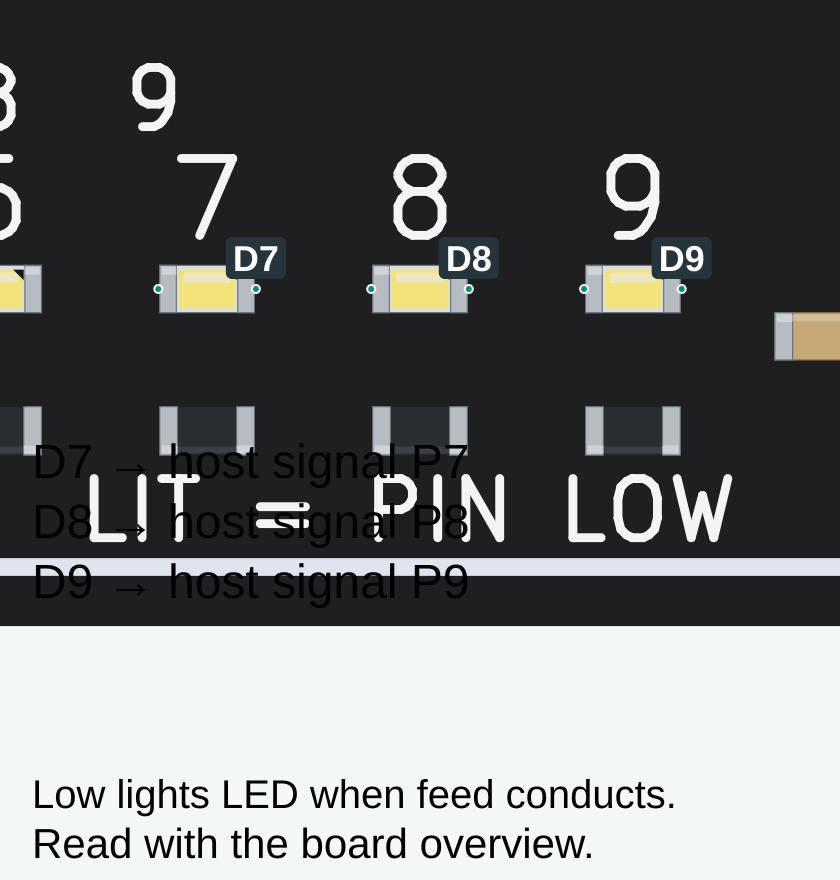 8 9
7 8 9
D7 D8 D9
D7 → host signal P7
LIT = PIN LOW
D8 → host signal P8
D9 → host signal P9
Low lights LED when feed conducts.
Read with the board overview.